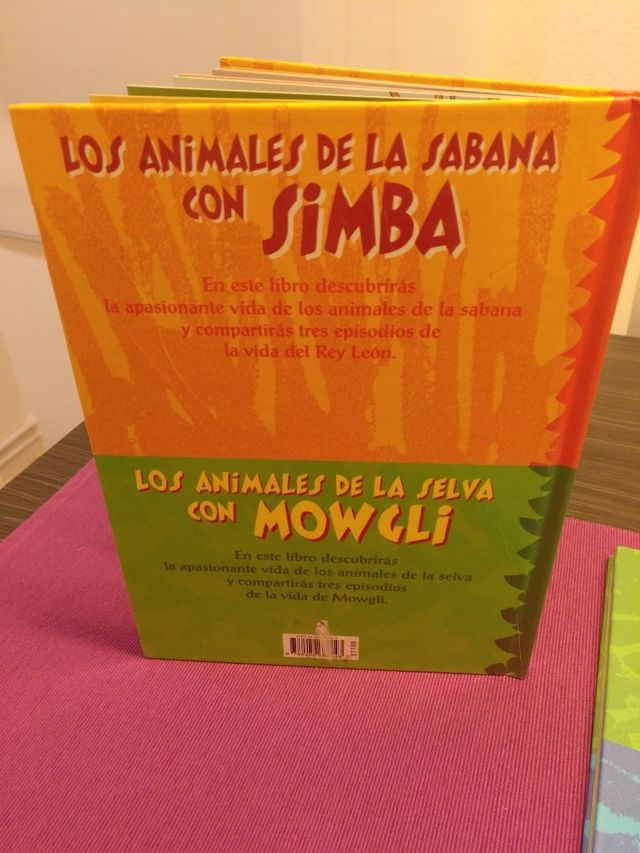 LOS ANiMALES DE LA SABANA
CON SiMBA
En este libro descubrirás
la apasionante vida de los animales de la sabana
y compartirás tres episodios de
la vida del Rey León.
LOS ANiMALES DE LA SELVA
CON MOWGLi
En este libro descubrirás
la apasionante vida de los animales de la selva
y compartirás tres episodios
de la vida de Mowgli.